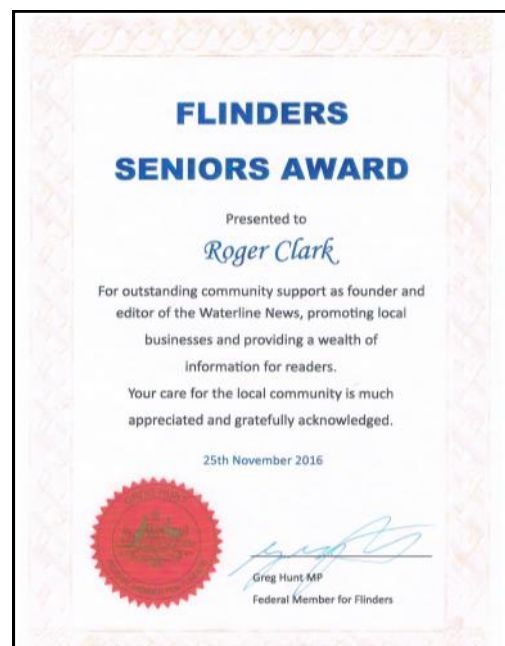 FLINDERS
SENIORS AWARD
Presented to
Roger Clark
For outstanding community support as founder and
editor of the Waterline News, promoting local
businesses and providing a wealth of
information for readers.
Your care for the local community is much
appreciated and gratefully acknowledged.
25th November 2016
Greg Hunt MP
Federal Member for Flinders